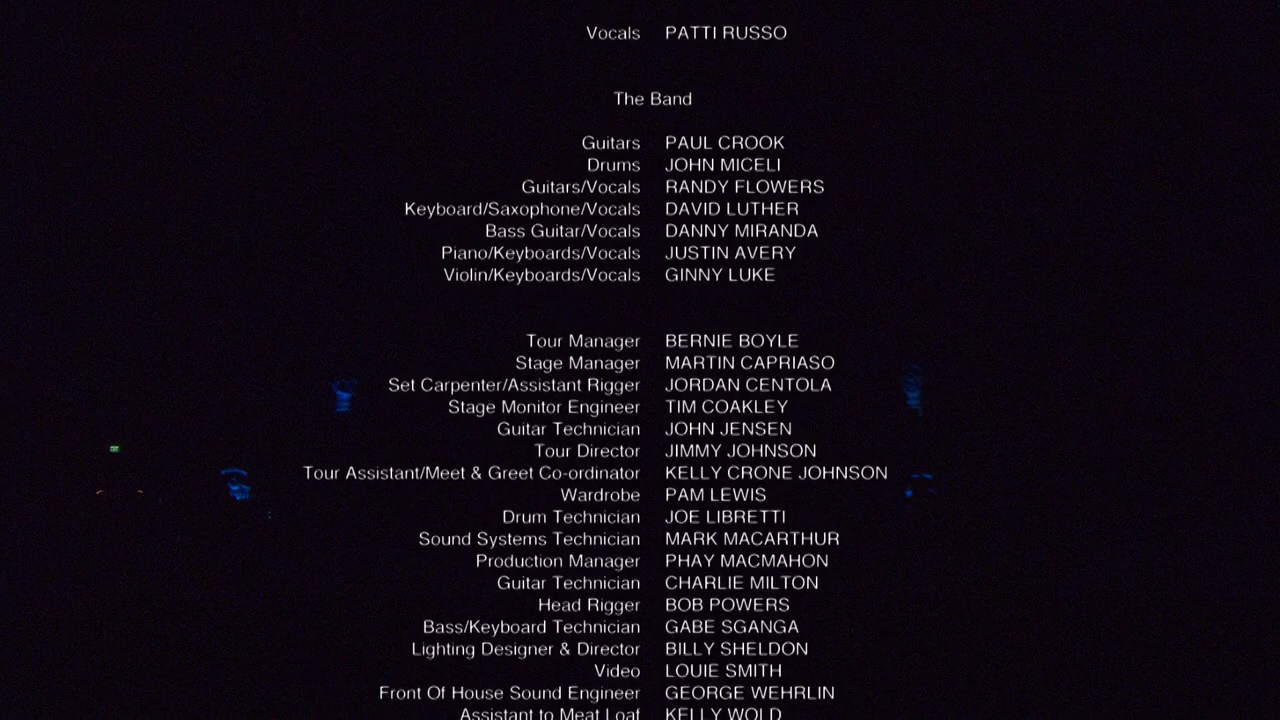 Vocals PATTI RUSSO
The Band
Guitars PAUL CROOK
Drums JOHN MICELI
Guitars/Vocals RANDY FLOWERS
Keyboard/Saxophone/Vocals DAVID LUTHER
Bass Guitar/Vocals DANNY MIRANDA
Piano/Keyboards/Vocals JUSTIN AVERY
Violin/Keyboards/Vocals GINNY LUKE
Tour Manager BERNIE BOYLE
Stage Manager MARTIN CAPRIASO
Set Carpenter/Assistant Rigger JORDAN CENTOLA
Stage Monitor Engineer TIM COAKLEY
Guitar Technician JOHN JENSEN
Tour Director JIMMY JOHNSON
Tour Assistant/Meet & Greet Co-ordinator KELLY CRONE JOHNSON
Wardrobe PAM LEWIS
Drum Technician JOE LIBRETTI
Sound Systems Technician MARK MACARTHUR
Production Manager PHAY MACMAHON
Guitar Technician CHARLIE MILTON
Head Rigger BOB POWERS
Bass/Keyboard Technician GABE SGANGA
Lighting Designer & Director BILLY SHELDON
Video LOUIE SMITH
Front Of House Sound Engineer GEORGE WEHRLIN
Assistant to Meat Loaf KELLY WOLD